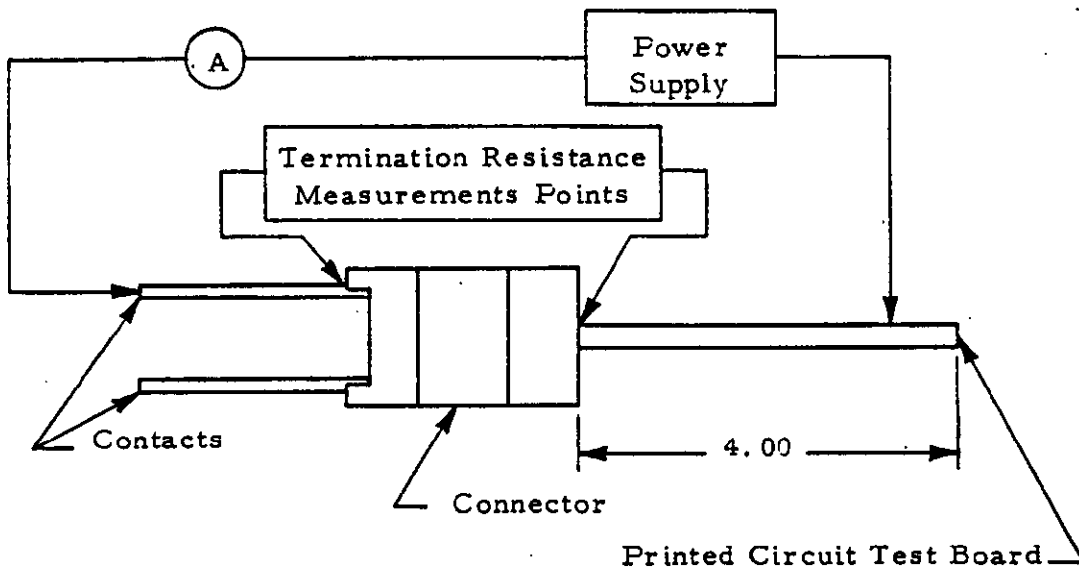 A
Power
Supply
Termination Resistance
Measurements Points
Contacts
4.00
Connector
Printed Circuit Test Board